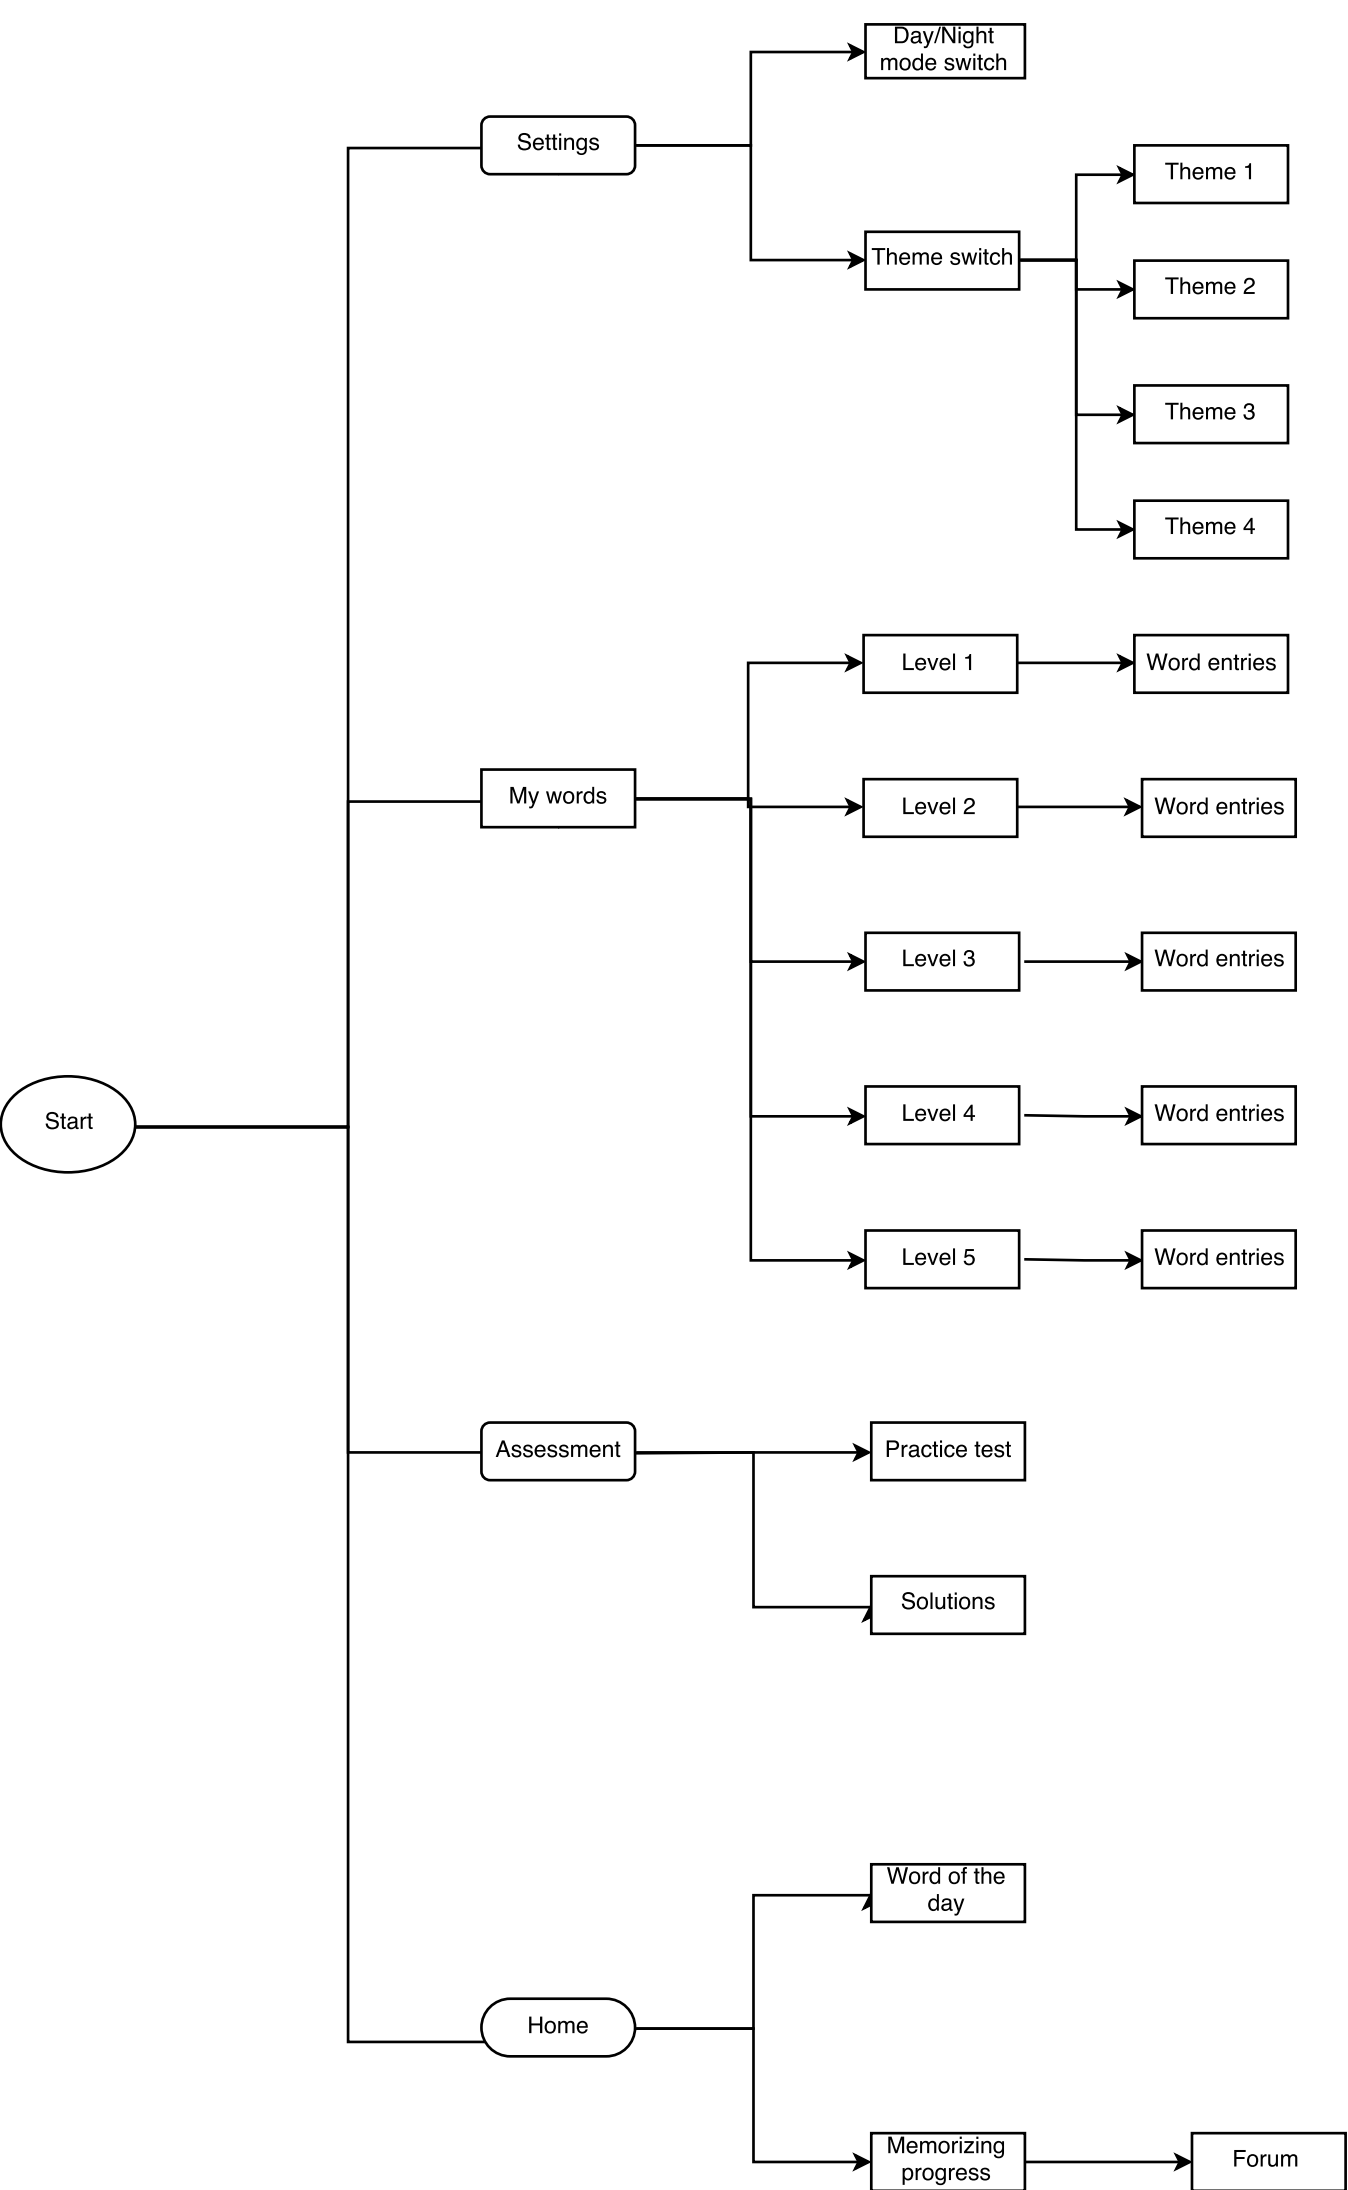 Day/Night
mode switch
Settings
Theme 1
Theme switch
Theme 2
Theme 3
Theme 4
Level 1
Word entries
My words
Level 2
Word entries
Level 3
Word entries
Start
Level 4
Word entries
Level 5
Word entries
Assessment
Practice test
Solutions
Word of the
day
Home
Memorizing
progress
Forum